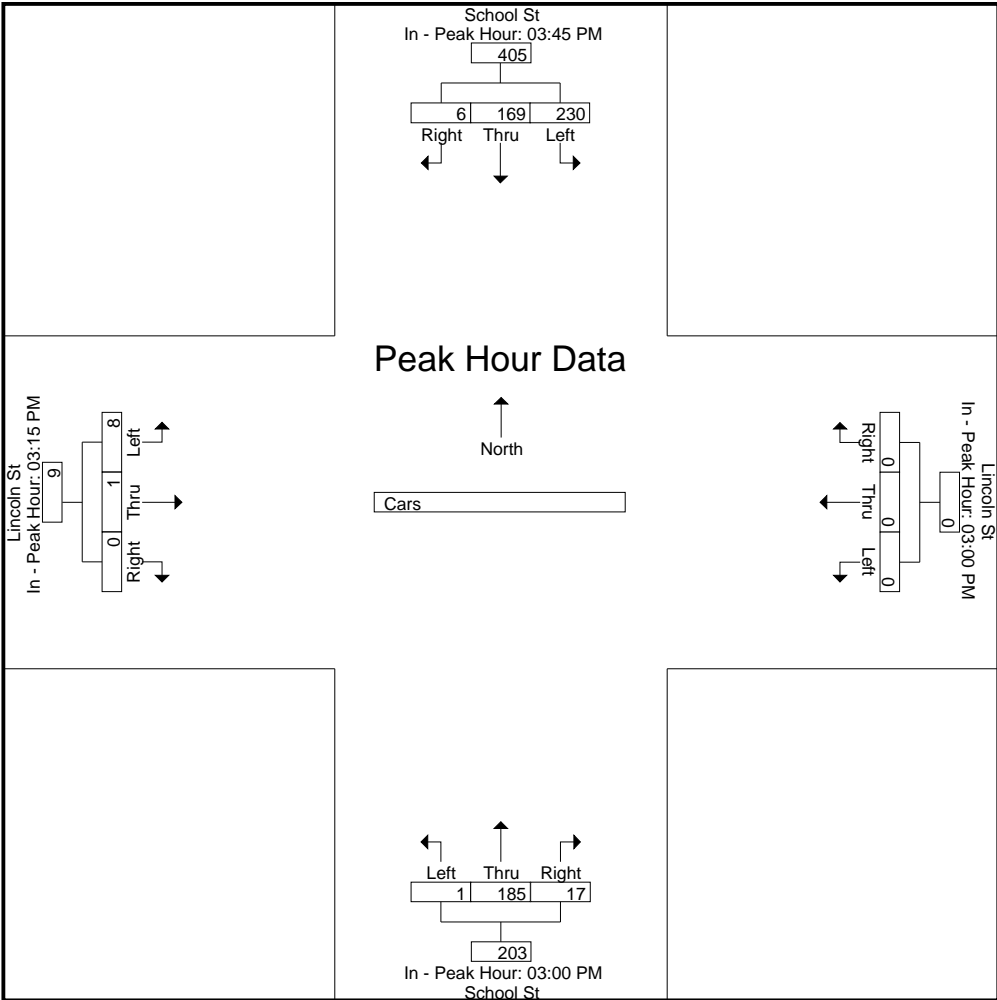 School St
In - Peak Hour: 03:45 PM
405
6 169 230
Right Thru Left
Peak Hour Data
North
Cars
Lincoln St
In - Peak Hour: 03:15 PM
9
8 1 0
Left Thru Right
Lincoln St
In - Peak Hour: 03:00 PM
0
0 0 0
Right Thru Left
Left Thru Right
1 185 17
203
In - Peak Hour: 03:00 PM
School St